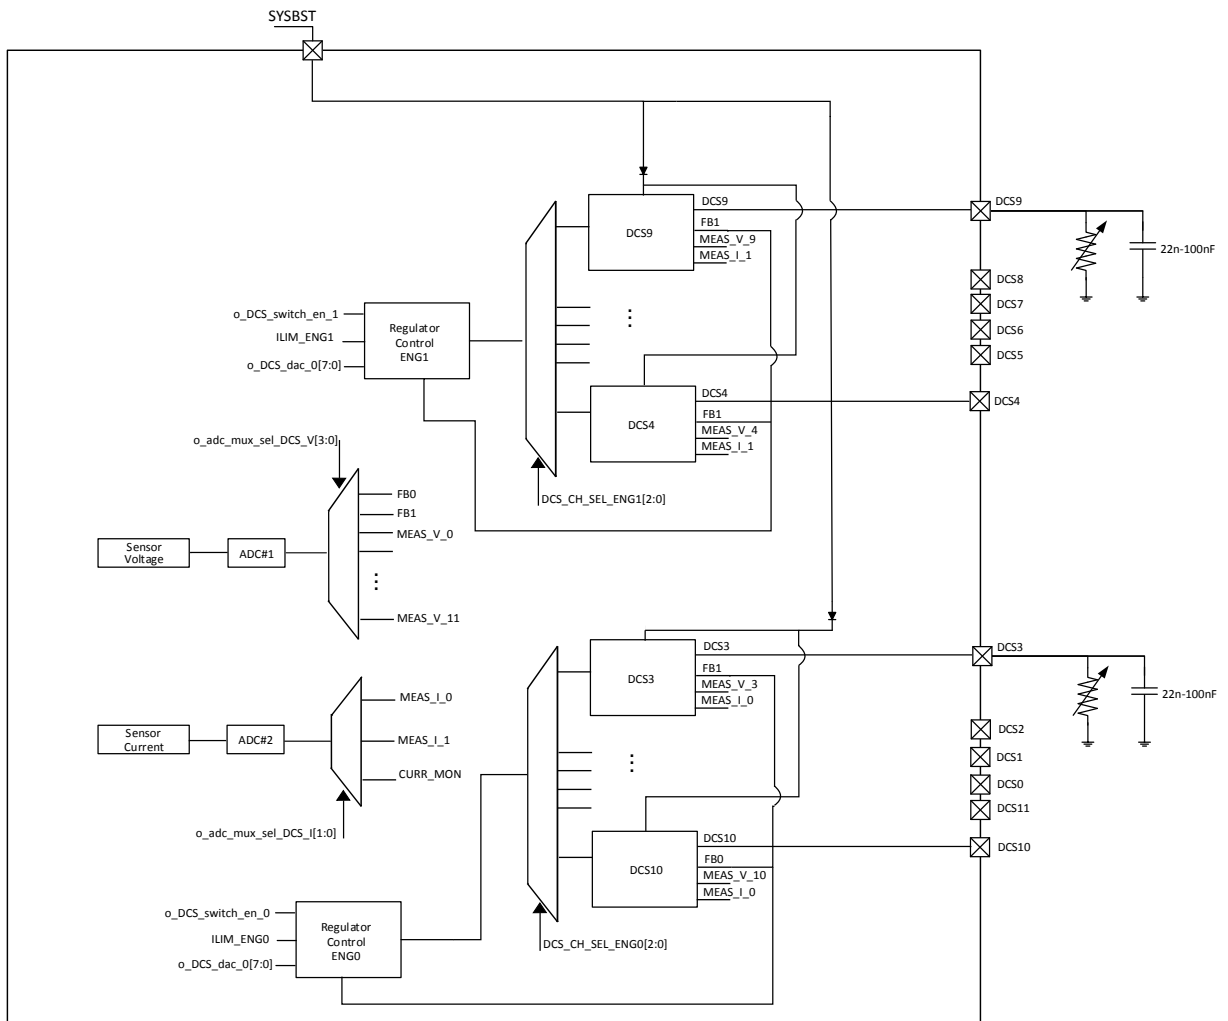 SYSBST
DCS9
FB1
MEAS_V_9
MEAS_I_1
DCS9
DCS9
22n-100nF
DCS8
DCS7
DCS6
DCS5
DCS4
o_DCS_switch_en_1
ILIM_ENG1
o_DCS_dac_0[7:0]
Regulator
Control
ENG1
⋮
DCS4
FB1
MEAS_V_4
MEAS_I_1
DCS4
DCS_CH_SEL_ENG1[2:0]
o_adc_mux_sel_DCS_V[3:0]
FB0
FB1
MEAS_V_0
⋮
MEAS_V_11
Sensor
Voltage
ADC#1
DCS3
FB1
MEAS_V_3
MEAS_I_0
DCS3
DCS3
22n-100nF
DCS2
DCS1
DCS0
DCS11
DCS10
MEAS_I_0
MEAS_I_1
CURR_MON
Sensor
Current
ADC#2
o_adc_mux_sel_DCS_I[1:0]
⋮
DCS10
FB0
MEAS_V_10
MEAS_I_0
DCS10
DCS_CH_SEL_ENG0[2:0]
o_DCS_switch_en_0
ILIM_ENG0
o_DCS_dac_0[7:0]
Regulator
Control
ENG0